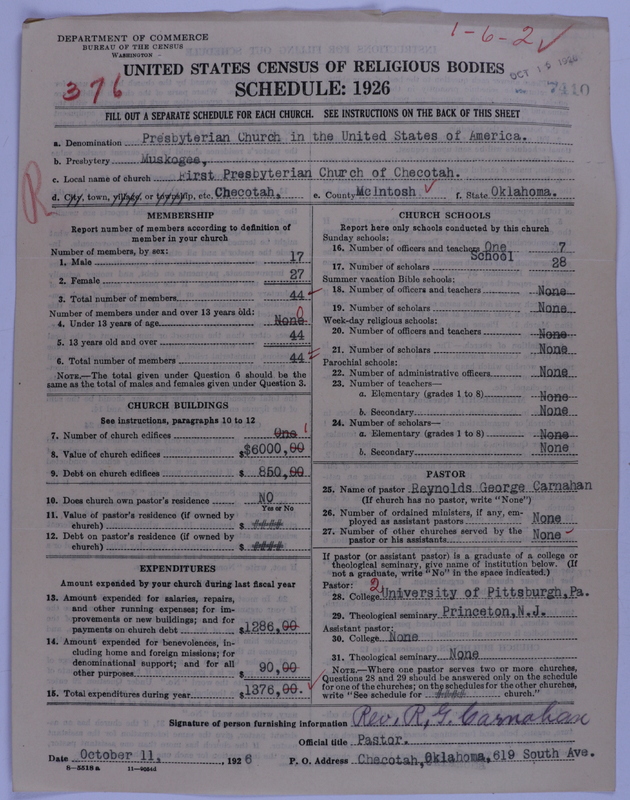 1-6-2✓
DEPARTMENT OF COMMERCE
BUREAU OF THE CENSUS
WASHINGTON
UNITED STATES CENSUS OF RELIGIOUS BODIES
OCT 1926
376
SCHEDULE: 1926
7410
FILL OUT A SEPARATE SCHEDULE FOR EACH CHURCH. SEE INSTRUCTIONS ON THE BACK OF THIS SHEET
a. Denomination Presbyterian Church in the United States of America.
b. Presbytery Muskogee,
c. Local name of church First Presbyterian Church of Checotah.
R
d. City, town, village, or township, etc. Checotah, e. County McIntosh ✓ f. State Oklahoma.
MEMBERSHIP
Report number of members according to definition of
member in your church
Number of members, by sex:
1. Male 17
2. Female 27
3. Total number of members 44
Number of members under and over 13 years old:
4. Under 13 years of age None 0
5. 13 years old and over 44
6. Total number of members 44
NOTE.—The total given under Question 6 should be
same as the total of males and females given under Question 3.
CHURCH BUILDINGS
See instructions, paragraphs 10 to 12
7. Number of church edifices One 1
8. Value of church edifices $ $6000,00
9. Debt on church edifices $ 850,00
10. Does church own pastor's residence NO
Yes or No
11. Value of pastor's residence (if owned by
church) $ ####
12. Debt on pastor's residence (if owned by
church) $ ####
EXPENDITURES
Amount expended by your church during last fiscal year
13. Amount expended for salaries, repairs,
and other running expenses; for im-
provements or new buildings; and for
payments on church debt $1286,00
14. Amount expended for benevolences, in-
cluding home and foreign missions; for
denominational support; and for all
other purposes $ 90,00
15. Total expenditures during year $1376,00. ✓
CHURCH SCHOOLS
Report here only schools conducted by this church
Sunday schools:
16. Number of officers and teachers One 7
School
17. Number of scholars 28
Summer vacation Bible schools:
18. Number of officers and teachers None
19. Number of scholars None
Week-day religious schools:
20. Number of officers and teachers None
21. Number of scholars None
Parochial schools:
22. Number of administrative officers None
23. Number of teachers—
a. Elementary (grades 1 to 8) None
b. Secondary None
24. Number of scholars—
a. Elementary (grades 1 to 8) None
b. Secondary None
PASTOR
25. Name of pastor Reynolds George Carnahan
(If church has no pastor, write "None")
26. Number of ordained ministers, if any, em-
ployed as assistant pastors None
27. Number of other churches served by the
pastor or his assistants None ✓
If pastor (or assistant pastor) is a graduate of a college or
theological seminary, give name of institution below. (If
not a graduate, write "No" in the space indicated.)
Pastor: 2
28. College University of Pittsburgh, Pa.
29. Theological seminary Princeton, N.J.
Assistant pastor:
30. College None
31. Theological seminary None
NOTE.—Where one pastor serves two or more churches,
Questions 28 and 29 should be answered only on the schedule
for one of the churches; on the schedules for the other churches,
write "See schedule for #### church."
Signature of person furnishing information Rev. R. G. Carnahan
Official title Pastor.
Date October 11, 1926 P. O. Address Checotah, Oklahoma, 619 South Ave.
8—5518a 11—9054d